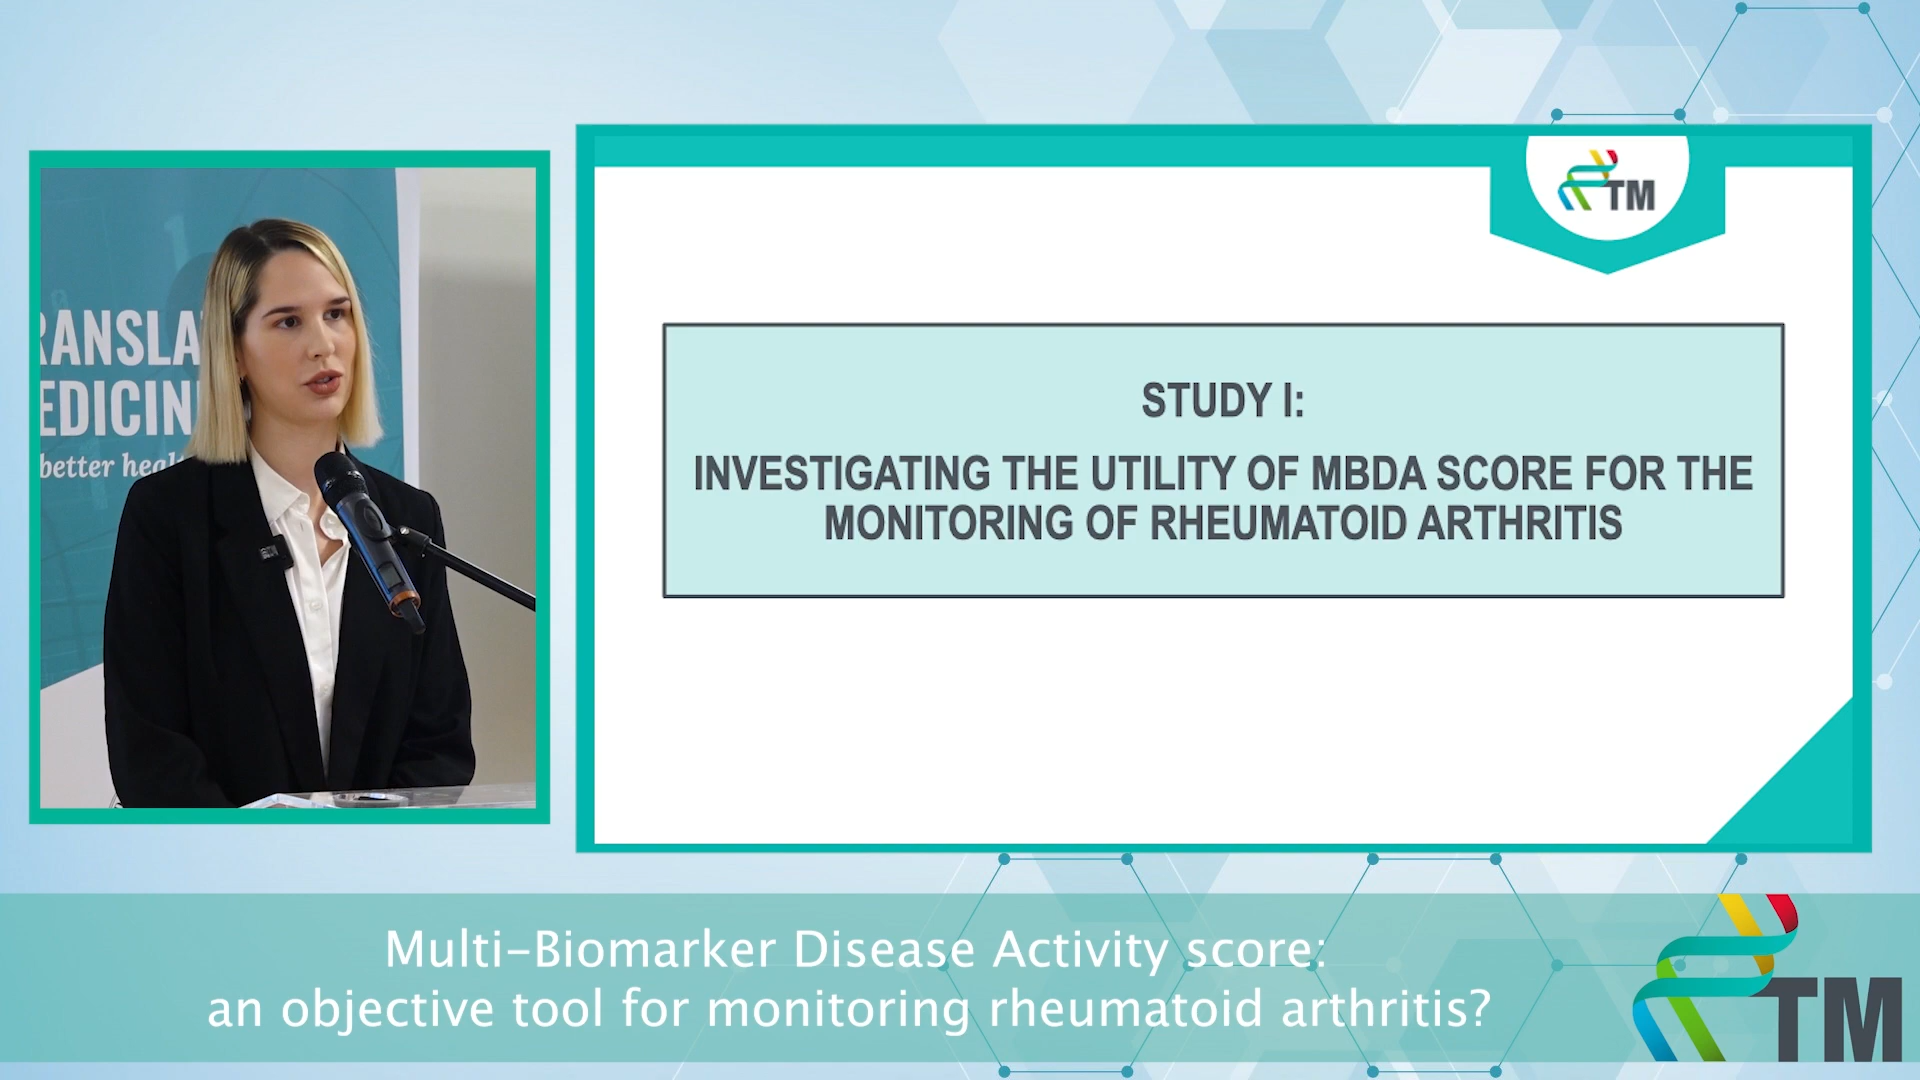 RANSLA
EDICIN
better heal
TM
STUDY I:
INVESTIGATING THE UTILITY OF MBDA SCORE FOR THE
MONITORING OF RHEUMATOID ARTHRITIS
Multi-Biomarker Disease Activity score:
an objective tool for monitoring rheumatoid arthritis?
TM